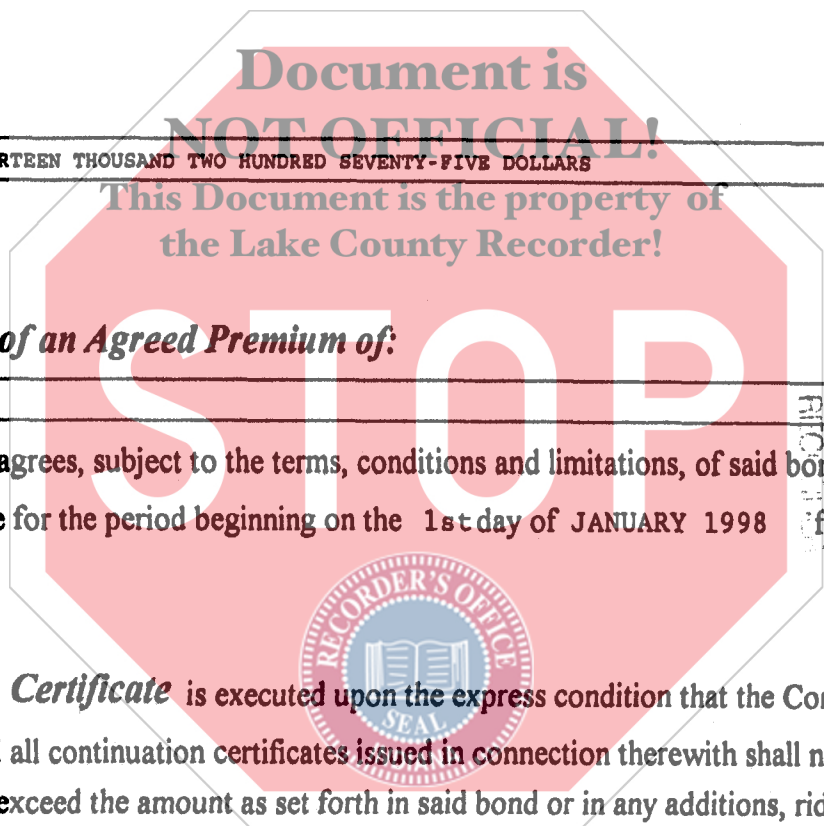 Document is
NOT OFFICIAL!
RTEEN THOUSAND TWO HUNDRED SEVENTY-FIVE DOLLARS
This Document is the property of
the Lake County Recorder!
of an Agreed Premium of:
STOP
agrees, subject to the terms, conditions and limitations, of said bon
e for the period beginning on the 1st day of JANUARY 1998 f
RECORDER'S OFFICE
SEAL
INDIANA
Certificate is executed upon the express condition that the Con
all continuation certificates issued in connection therewith shall n
exceed the amount as set forth in said bond or in any additions, rid